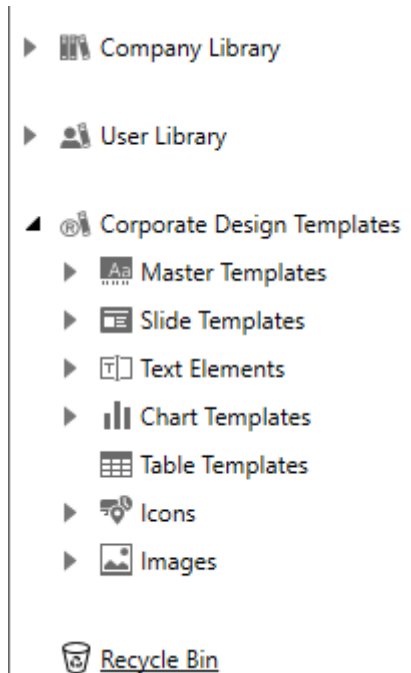 Company Library
User Library
Corporate Design Templates
Aa Master Templates
Slide Templates
T Text Elements
Chart Templates
Table Templates
Icons
Images
Recycle Bin